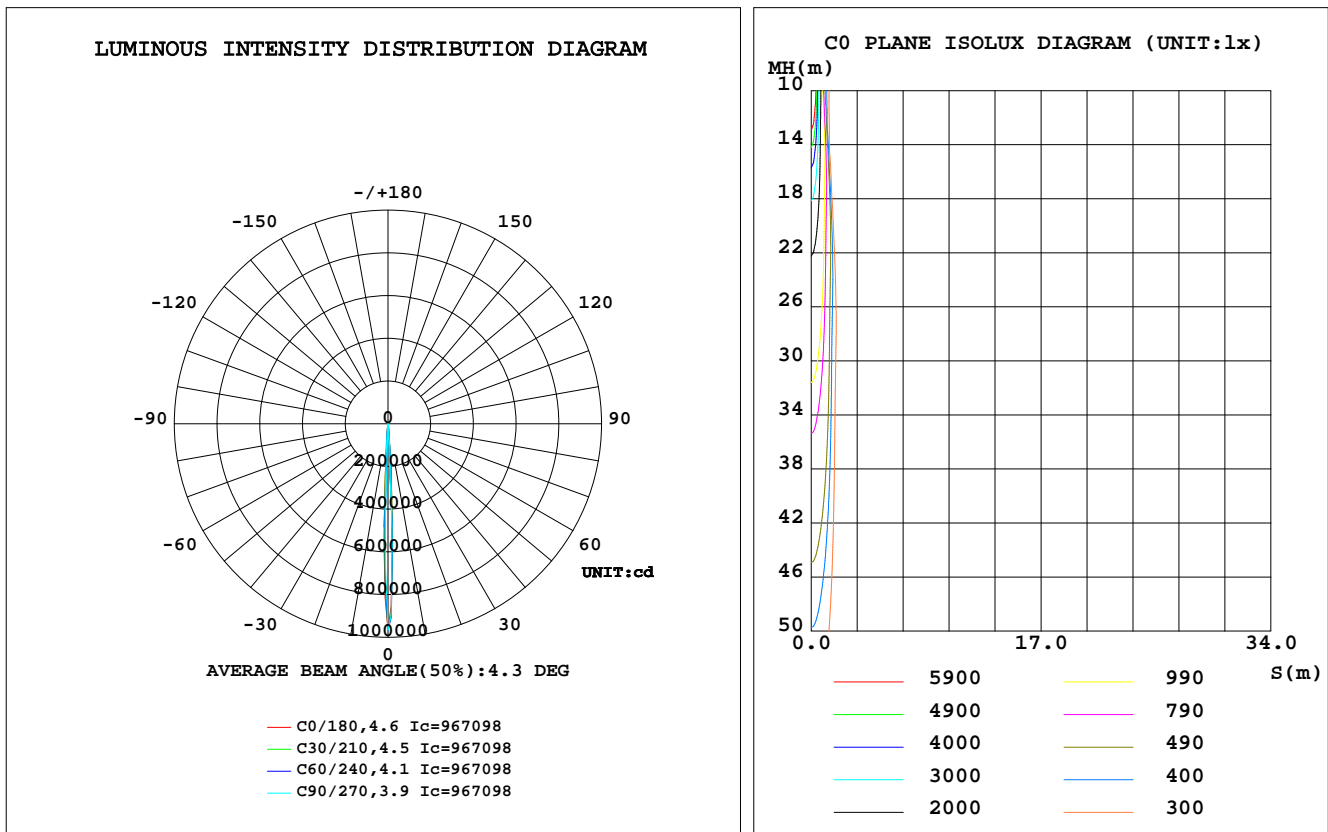 LUMINOUS INTENSITY DISTRIBUTION DIAGRAM
-/+180
-150 150
-120 120
-90 90
-60 60
-30 30
0
0
200000
400000
600000
800000
1000000
UNIT:cd
AVERAGE BEAM ANGLE(50%):4.3 DEG
C0/180,4.6 Ic=967098
C30/210,4.5 Ic=967098
C60/240,4.1 Ic=967098
C90/270,3.9 Ic=967098
C0 PLANE ISOLUX DIAGRAM (UNIT:lx)
MH(m)
10
14
18
22
26
30
34
38
42
46
50
0.0 17.0 34.0
S(m)
5900 990
4900 790
4000 490
3000 400
2000 300